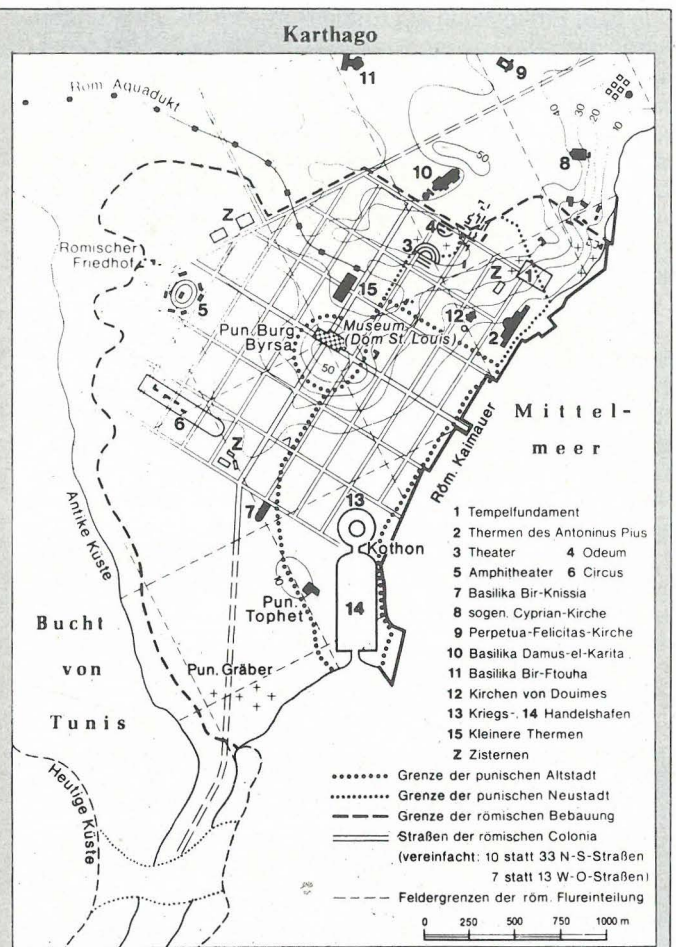 Karthago
11
9
Röm. Aquädukt
40
30
20
10
50
8
10
4
Z
3
Römischer
Friedhof
Z
1
15
5
12
Pun. Burg
Byrsa
Museum
(Dom St. Louis)
2
50
6
Mittel-
meer
Z
Röm. Kaimauer
Antike Küste
7
13
Kothon
10
Pun.
Tophet
14
Bucht
von
Tunis
Pun. Gräber
Heutige Küste
1 Tempelfundament
2 Thermen des Antoninus Pius
3 Theater 4 Odeum
5 Amphitheater 6 Circus
7 Basilika Bir-Knissia
8 sogen. Cyprian-Kirche
9 Perpetua-Felicitas-Kirche
10 Basilika Damus-el-Karita
11 Basilika Bir-Ftouha
12 Kirchen von Douimes
13 Kriegs-, 14 Handelshafen
15 Kleinere Thermen
Z Zisternen
Grenze der punischen Altstadt
Grenze der punischen Neustadt
Grenze der römischen Bebauung
Straßen der römischen Colonia
(vereinfacht: 10 statt 33 N-S-Straßen
7 statt 13 W-O-Straßen)
Feldergrenzen der röm. Flureinteilung
0 250 500 750 1000 m